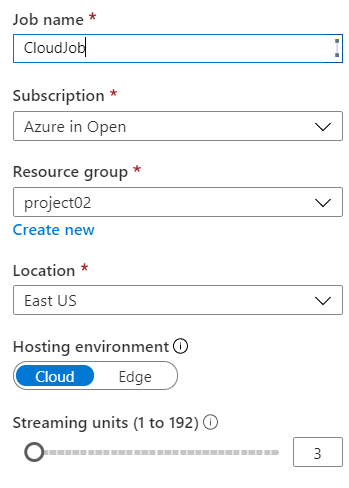 Job name *
CloudJob
Subscription *
Azure in Open
Resource group *
project02
Create new
Location *
East US
Hosting environment
Cloud Edge
Streaming units (1 to 192)
3